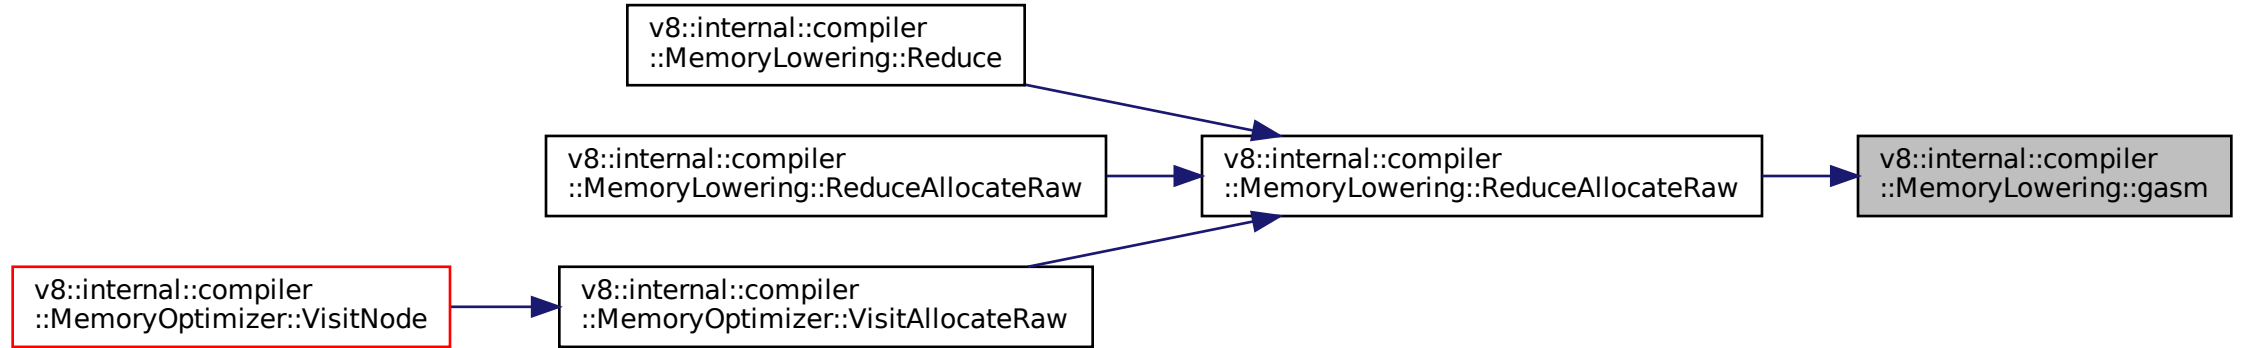 v8::internal::compiler
::MemoryLowering::Reduce
v8::internal::compiler
::MemoryLowering::ReduceAllocateRaw
v8::internal::compiler
::MemoryLowering::ReduceAllocateRaw
v8::internal::compiler
::MemoryLowering::gasm
v8::internal::compiler
::MemoryOptimizer::VisitNode
v8::internal::compiler
::MemoryOptimizer::VisitAllocateRaw